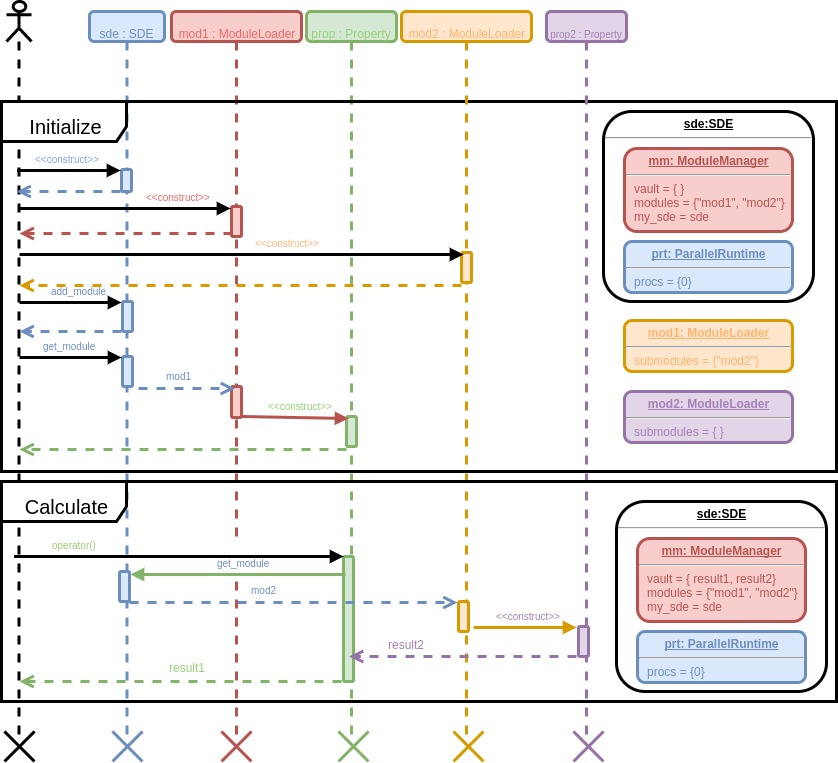 sde : SDE
mod1 : ModuleLoader
prop : Property
mod2 : ModuleLoader
prop2 : Property
Initialize
<<construct>>
<<construct>>
<<construct>>
add_module
get_module
mod1
<<construct>>
sde:SDE
mm: ModuleManager
vault = { }
modules = {"mod1", "mod2"}
my_sde = sde
prt: ParallelRuntime
procs = {0}
mod1: ModuleLoader
submodules = {"mod2"}
mod2: ModuleLoader
submodules = { }
Calculate
operator()
get_module
mod2
<<construct>>
result2
result1
sde:SDE
mm: ModuleManager
vault = { result1, result2}
modules = {"mod1", "mod2"}
my_sde = sde
prt: ParallelRuntime
procs = {0}